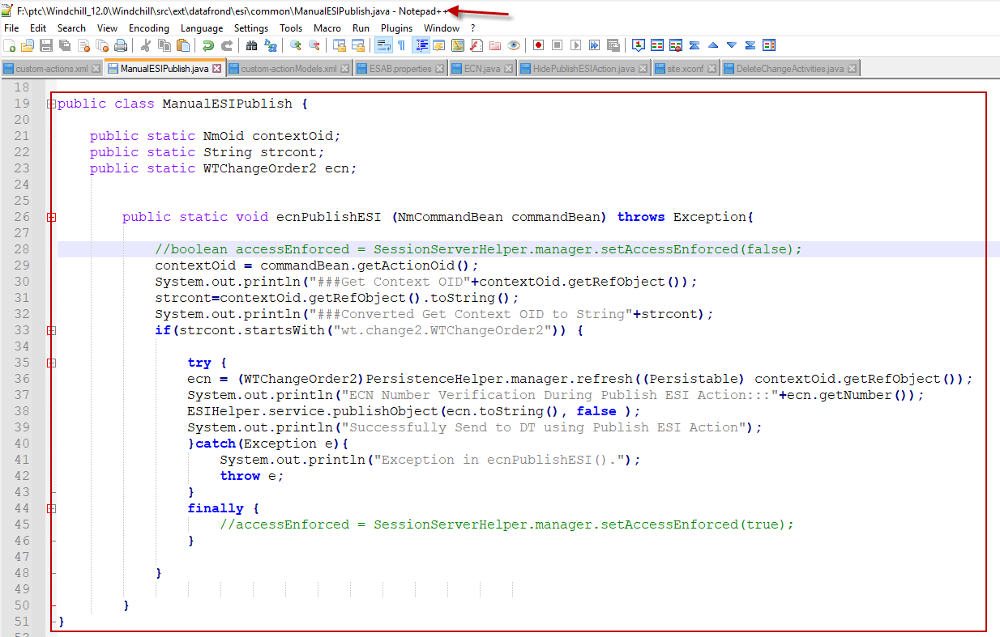 F:\ptc\Windchill_12.0\Windchill\src\ext\datafrond\esi\common\ManualESIPublish.java - Notepad++
File Edit Search View Encoding Language Settings Tools Macro Run Plugins Window ?
custom-actions.xml ManualESIPublish.java custom-actionModels.xml ESAB.properties ECN.java HidePublishESIAction.java site.xconf DeleteChangeActivities.java
18
19 public class ManualESIPublish {
20
21 public static NmOid contextOid;
22 public static String strcont;
23 public static WTChangeOrder2 ecn;
24
25
26 public static void ecnPublishESI (NmCommandBean commandBean) throws Exception{
27
28 //boolean accessEnforced = SessionServerHelper.manager.setAccessEnforced(false);
29 contextOid = commandBean.getActionOid();
30 System.out.println("###Get Context OID"+contextOid.getRefObject());
31 strcont=contextOid.getRefObject().toString();
32 System.out.println("###Converted Get Context OID to String"+strcont);
33 if(strcont.startsWith("wt.change2.WTChangeOrder2")) {
34
35 try {
36 ecn = (WTChangeOrder2)PersistenceHelper.manager.refresh((Persistable) contextOid.getRefObject());
37 System.out.println("ECN Number Verification During Publish ESI Action:::"+ecn.getNumber());
38 ESIHelper.service.publishObject(ecn.toString(), false );
39 System.out.println("Successfully Send to DT using Publish ESI Action");
40 }catch(Exception e){
41 System.out.println("Exception in ecnPublishESI().");
42 throw e;
43 }
44 finally {
45 //accessEnforced = SessionServerHelper.manager.setAccessEnforced(true);
46 }
47
48 }
49
50 }
51 }
52